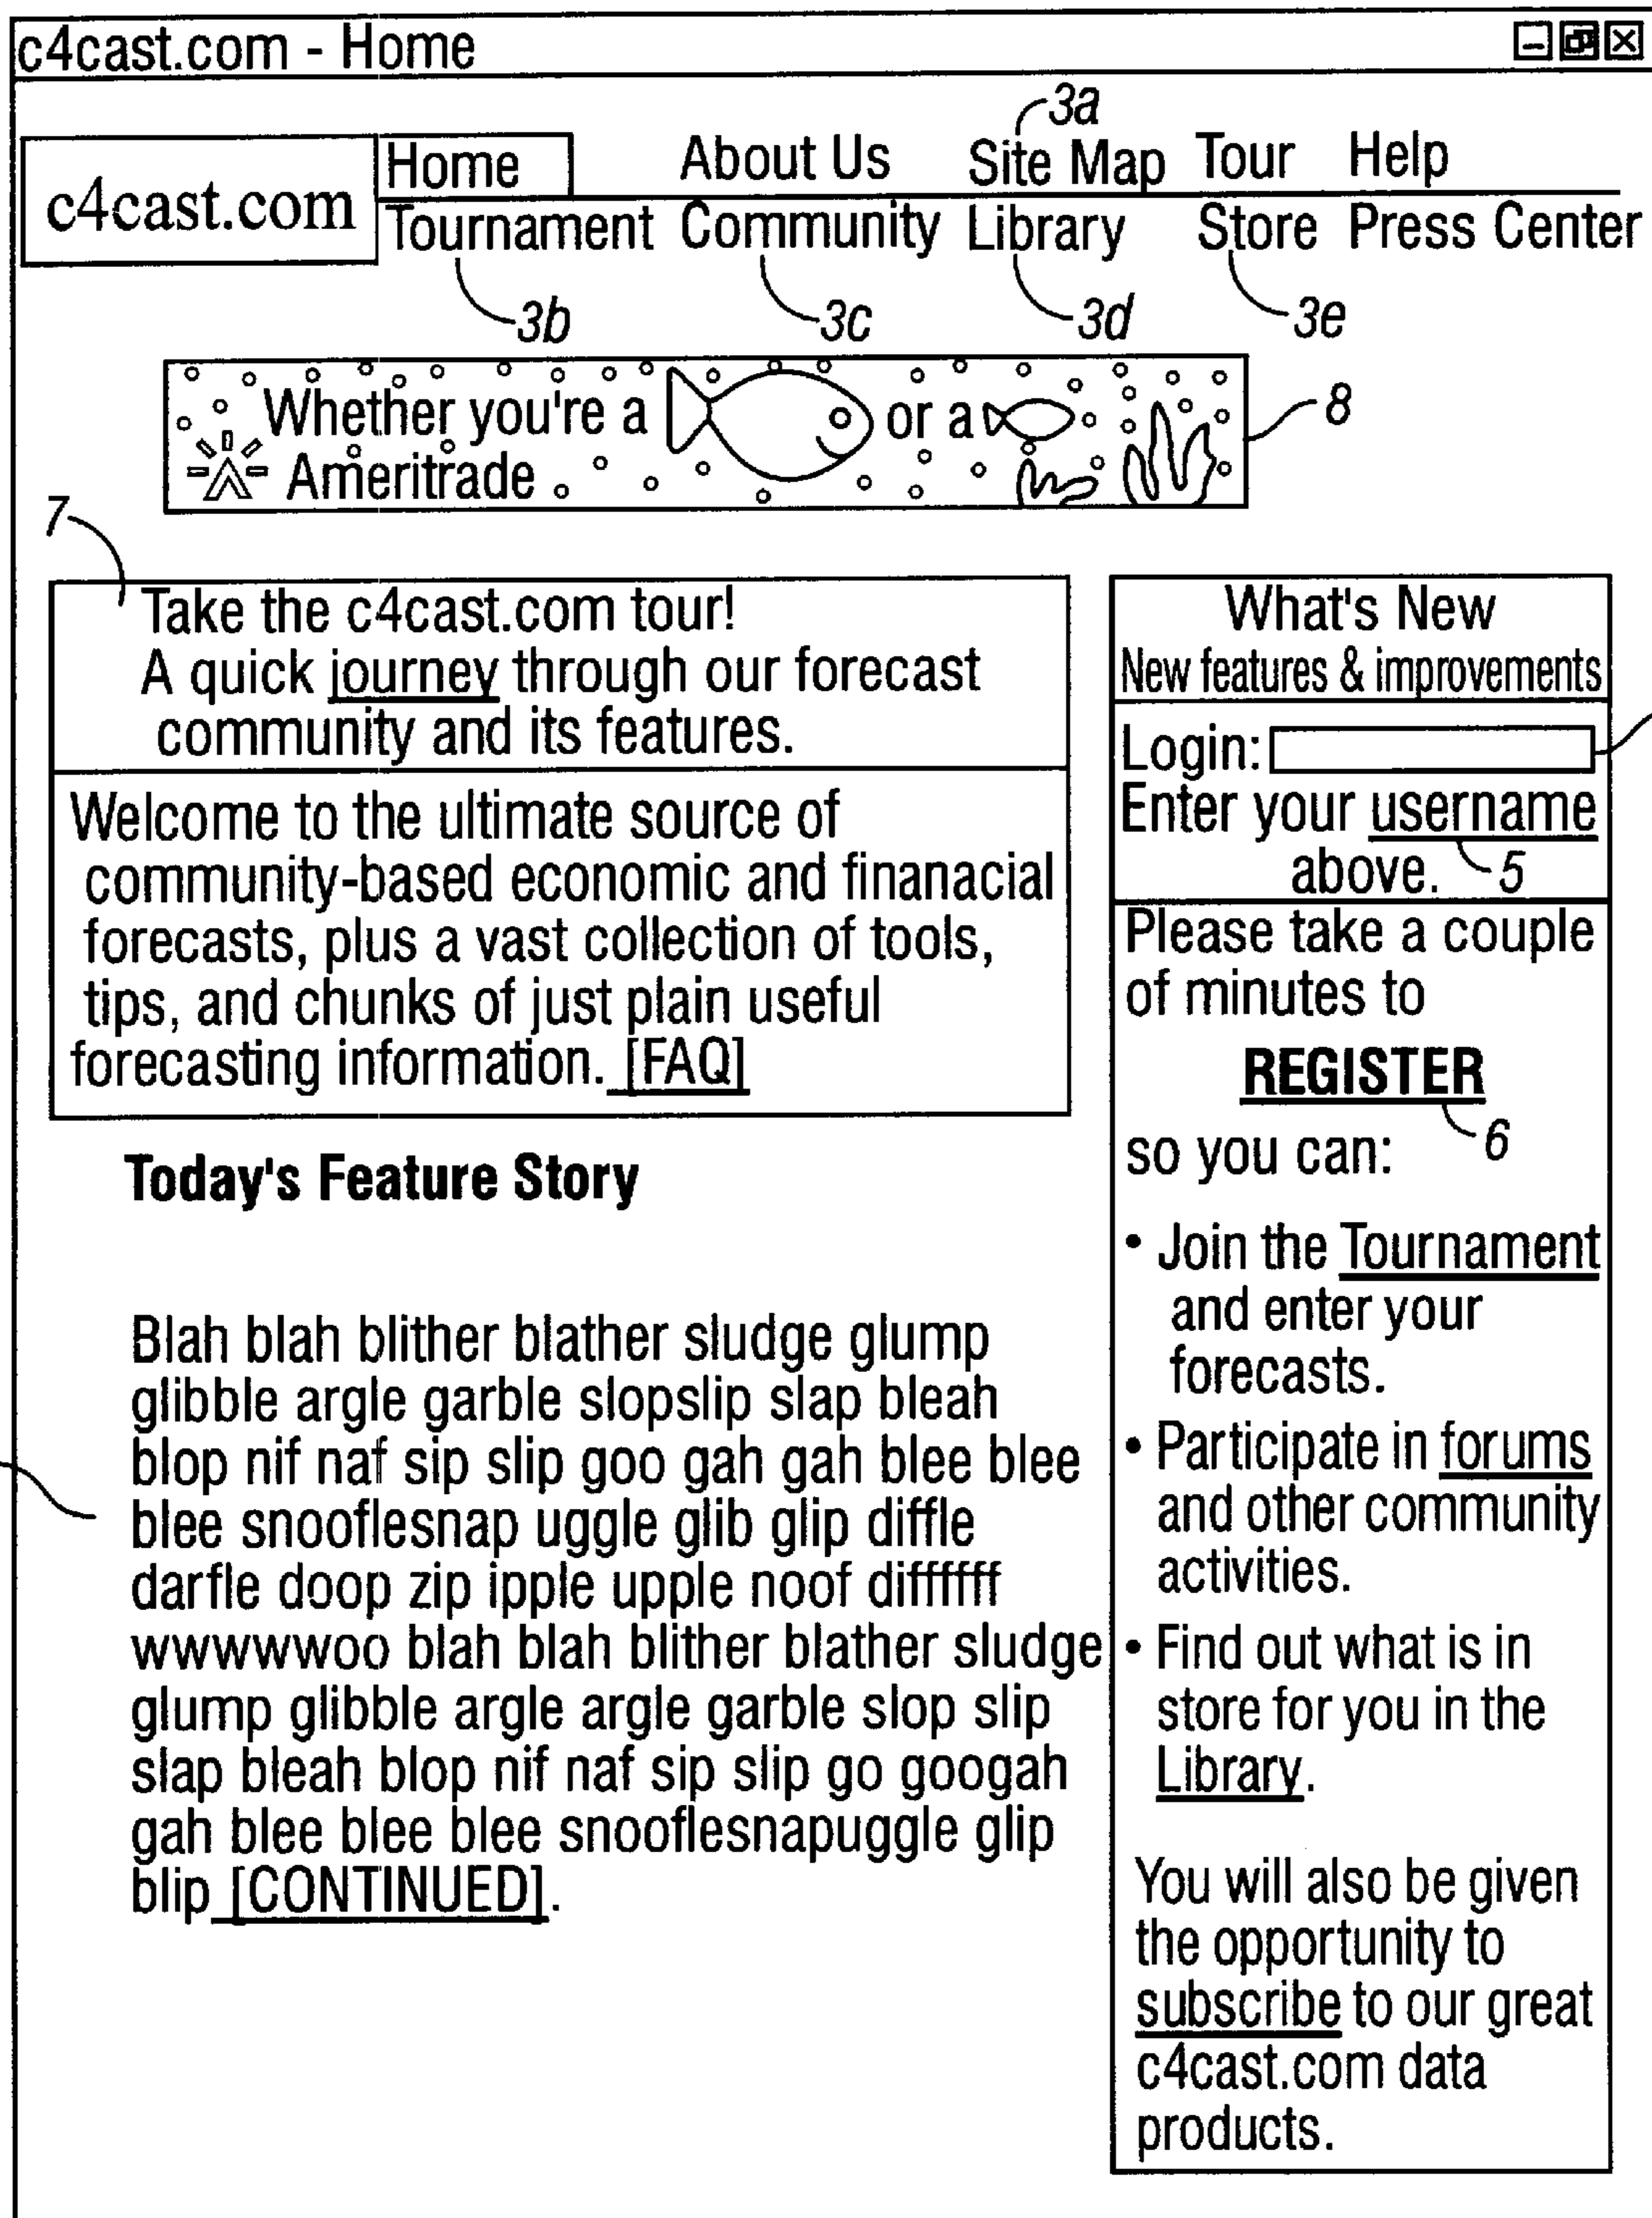 c4cast.com - Home
3a
c4cast.com
Home About Us Site Map Tour Help
Tournament Community Library Store Press Center
3b 3c 3d 3e
Whether you're a or a
Ameritrade
8
7
Take the c4cast.com tour!
A quick journey through our forecast
community and its features.
Welcome to the ultimate source of
community-based economic and finanacial
forecasts, plus a vast collection of tools,
tips, and chunks of just plain useful
forecasting information. [FAQ]
Today's Feature Story
Blah blah blither blather sludge glump
glibble argle garble slopslip slap bleah
blop nif naf sip slip goo gah gah blee blee
blee snooflesnap uggle glib glip diffle
darfle doop zip ipple upple noof diffffff
wwwwwoo blah blah blither blather sludge
glump glibble argle argle garble slop slip
slap bleah blop nif naf sip slip go googah
gah blee blee blee snooflesnapuggle glip
blip [CONTINUED].
What's New
New features & improvements
Login:
Enter your username
above. 5
Please take a couple
of minutes to
REGISTER
6
so you can:
• Join the Tournament
and enter your
forecasts.
• Participate in forums
and other community
activities.
• Find out what is in
store for you in the
Library.
You will also be given
the opportunity to
subscribe to our great
c4cast.com data
products.